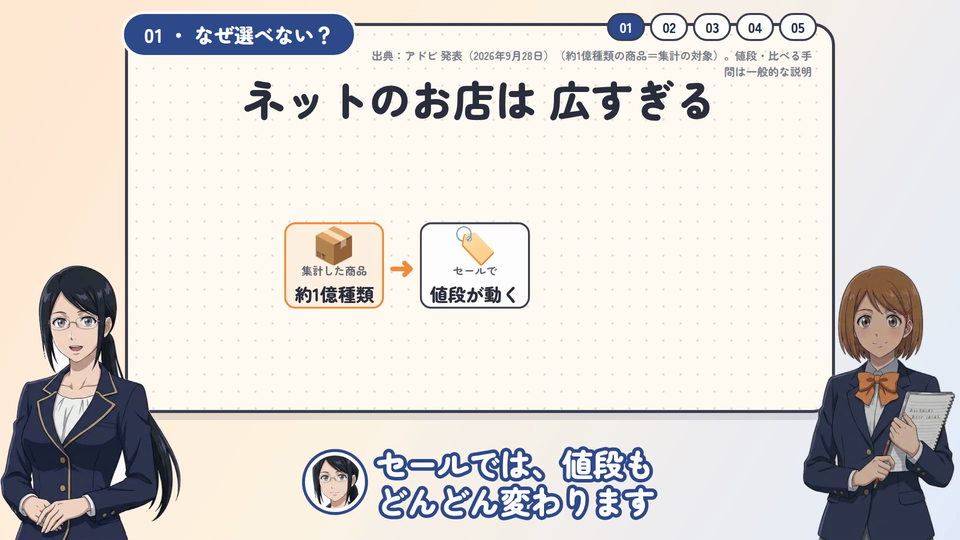 01 ・ なぜ選べない？
01 02 03 04 05
出典：アドビ 発表（2026年9月28日）（約1億種類の商品＝集計の対象）。値段・比べる手
間は一般的な説明
ネットのお店は 広すぎる
集計した商品
約1億種類
セールで
値段が動く
セールでは、値段も
どんどん変わります